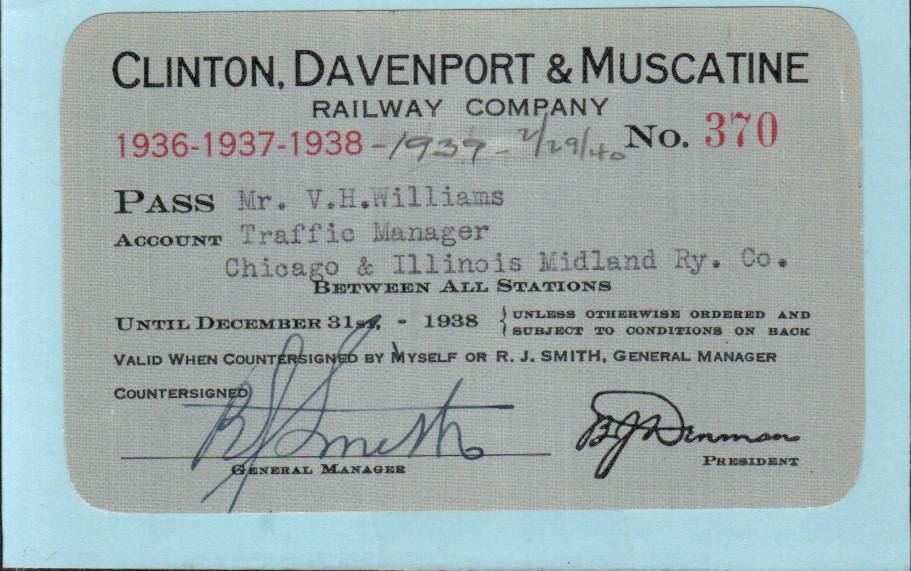 CLINTON, DAVENPORT & MUSCATINE
RAILWAY COMPANY
1936-1937-1938 -1939- 2/29/40 No. 370
PASS Mr. V.H.Williams
ACCOUNT Traffic Manager
Chicago & Illinois Midland Ry. Co.
BETWEEN ALL STATIONS
UNTIL DECEMBER 31st, - 1938 { UNLESS OTHERWISE ORDERED AND
SUBJECT TO CONDITIONS ON BACK
VALID WHEN COUNTERSIGNED BY MYSELF OR R. J. SMITH, GENERAL MANAGER
COUNTERSIGNED
R J Smith
B J Denman
GENERAL MANAGER
PRESIDENT